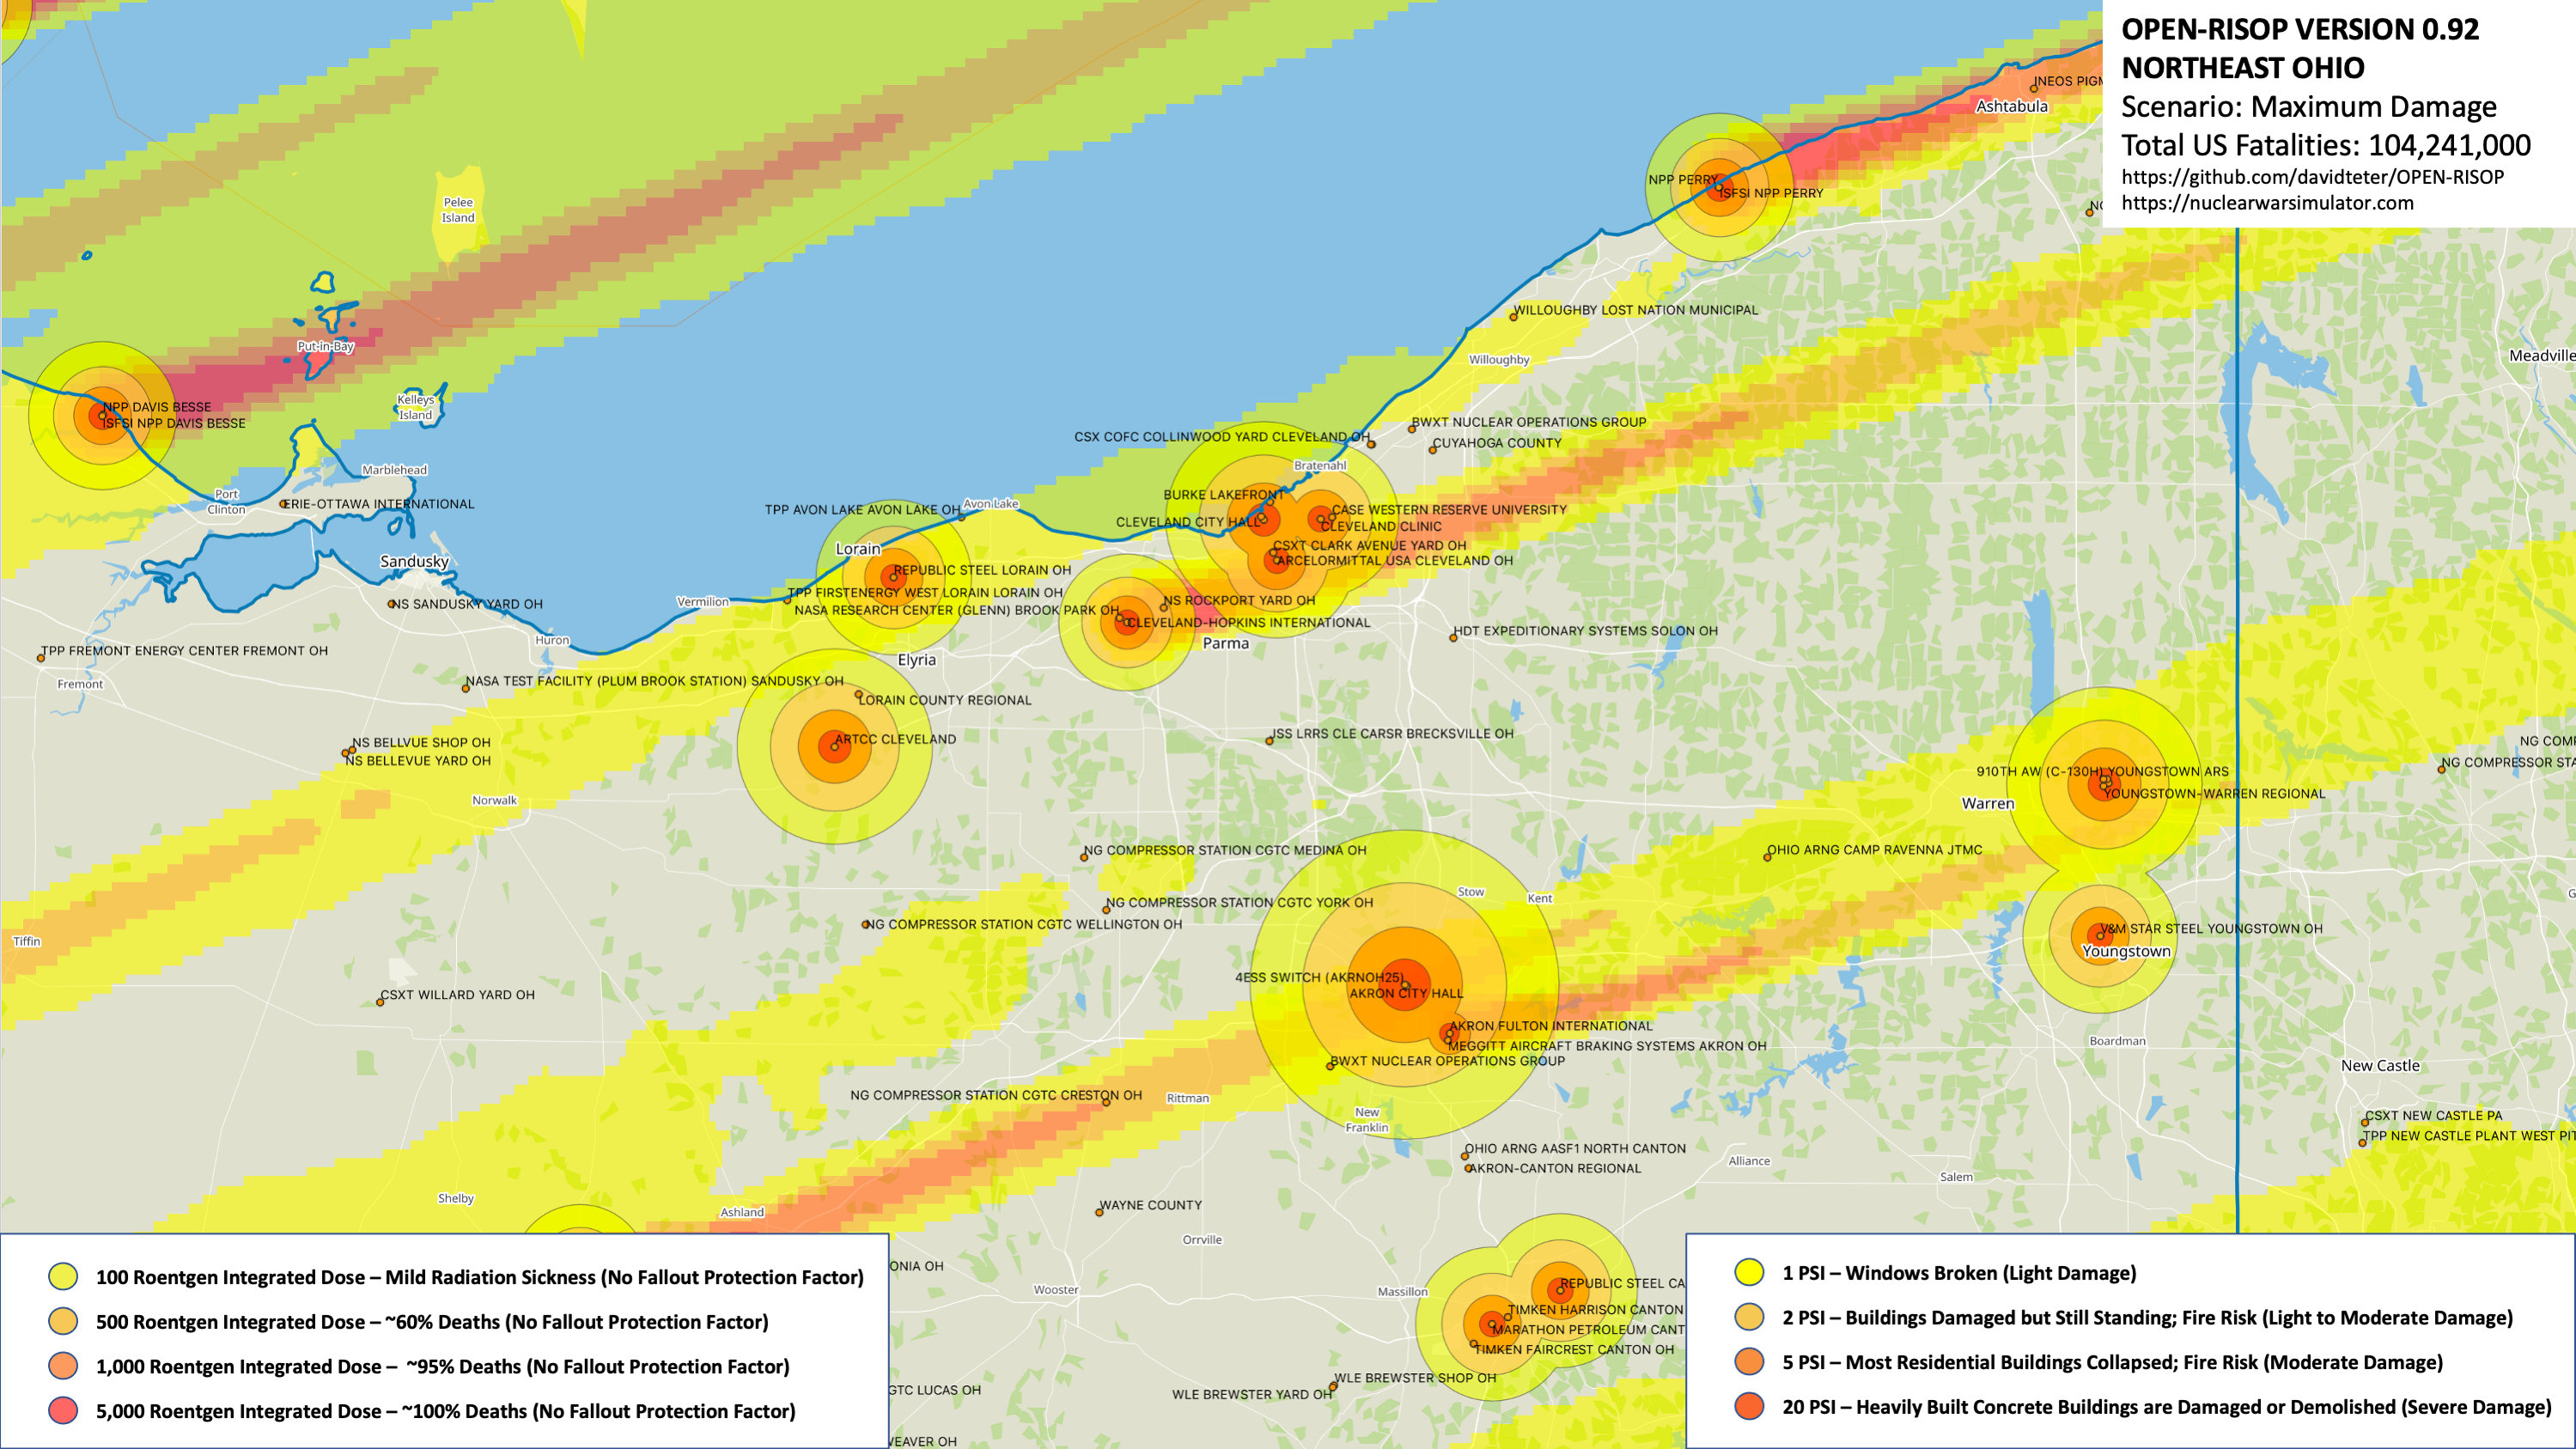 OPEN-RISOP VERSION 0.92
NORTHEAST OHIO
Scenario: Maximum Damage
Total US Fatalities: 104,241,000
https://github.com/davidteter/OPEN-RISOP
https://nuclearwarsimulator.com
INEOS PIGM
Ashtabula
NPP PERRY
ISFSI NPP PERRY
NG
Pelee
Island
WILLOUGHBY LOST NATION MUNICIPAL
Willoughby
Meadville
Put-in-Bay
Kelleys
Island
NPP DAVIS BESSE
ISFSI NPP DAVIS BESSE
BWXT NUCLEAR OPERATIONS GROUP
CSX COFC COLLINWOOD YARD CLEVELAND OH
CUYAHOGA COUNTY
Bratenahl
Marblehead
Port
Clinton
ERIE-OTTAWA INTERNATIONAL
BURKE LAKEFRONT
TPP AVON LAKE AVON LAKE OH
Avon Lake
CASE WESTERN RESERVE UNIVERSITY
CLEVELAND CITY HALL
CLEVELAND CLINIC
CSXT CLARK AVENUE YARD OH
ARCELORMITTAL USA CLEVELAND OH
Lorain
Sandusky
REPUBLIC STEEL LORAIN OH
TPP FIRSTENERGY WEST LORAIN LORAIN OH
NS ROCKPORT YARD OH
Vermilion
NS SANDUSKY YARD OH
NASA RESEARCH CENTER (GLENN) BROOK PARK OH
CLEVELAND-HOPKINS INTERNATIONAL
HDT EXPEDITIONARY SYSTEMS SOLON OH
Huron
Parma
TPP FREMONT ENERGY CENTER FREMONT OH
Elyria
Fremont
NASA TEST FACILITY (PLUM BROOK STATION) SANDUSKY OH
LORAIN COUNTY REGIONAL
JSS LRRS CLE CARSR BRECKSVILLE OH
ARTCC CLEVELAND
NS BELLVUE SHOP OH
NS BELLEVUE YARD OH
NG COM
NG COMPRESSOR STA
910TH AW (C-130H) YOUNGSTOWN ARS
YOUNGSTOWN-WARREN REGIONAL
Norwalk
Warren
NG COMPRESSOR STATION CGTC MEDINA OH
OHIO ARNG CAMP RAVENNA JTMC
Stow
Kent
G
NG COMPRESSOR STATION CGTC YORK OH
NG COMPRESSOR STATION CGTC WELLINGTON OH
V&M STAR STEEL YOUNGSTOWN OH
Tiffin
Youngstown
4ESS SWITCH (AKRNOH25)
AKRON CITY HALL
CSXT WILLARD YARD OH
AKRON FULTON INTERNATIONAL
MEGGITT AIRCRAFT BRAKING SYSTEMS AKRON OH
Boardman
BWXT NUCLEAR OPERATIONS GROUP
New Castle
NG COMPRESSOR STATION CGTC CRESTON OH
Rittman
New
Franklin
CSXT NEW CASTLE PA
TPP NEW CASTLE PLANT WEST PIT
OHIO ARNG AASF1 NORTH CANTON
AKRON-CANTON REGIONAL
Alliance
Salem
Shelby
Ashland
WAYNE COUNTY
Orrville
ONIA OH
Wooster
Massillon
REPUBLIC STEEL CA
TIMKEN HARRISON CANTON
MARATHON PETROLEUM CANT
TIMKEN FAIRCREST CANTON OH
WLE BREWSTER SHOP OH
WLE BREWSTER YARD OH
GTC LUCAS OH
WEAVER OH
100 Roentgen Integrated Dose – Mild Radiation Sickness (No Fallout Protection Factor)
500 Roentgen Integrated Dose – ~60% Deaths (No Fallout Protection Factor)
1,000 Roentgen Integrated Dose – ~95% Deaths (No Fallout Protection Factor)
5,000 Roentgen Integrated Dose – ~100% Deaths (No Fallout Protection Factor)
1 PSI – Windows Broken (Light Damage)
2 PSI – Buildings Damaged but Still Standing; Fire Risk (Light to Moderate Damage)
5 PSI – Most Residential Buildings Collapsed; Fire Risk (Moderate Damage)
20 PSI – Heavily Built Concrete Buildings are Damaged or Demolished (Severe Damage)